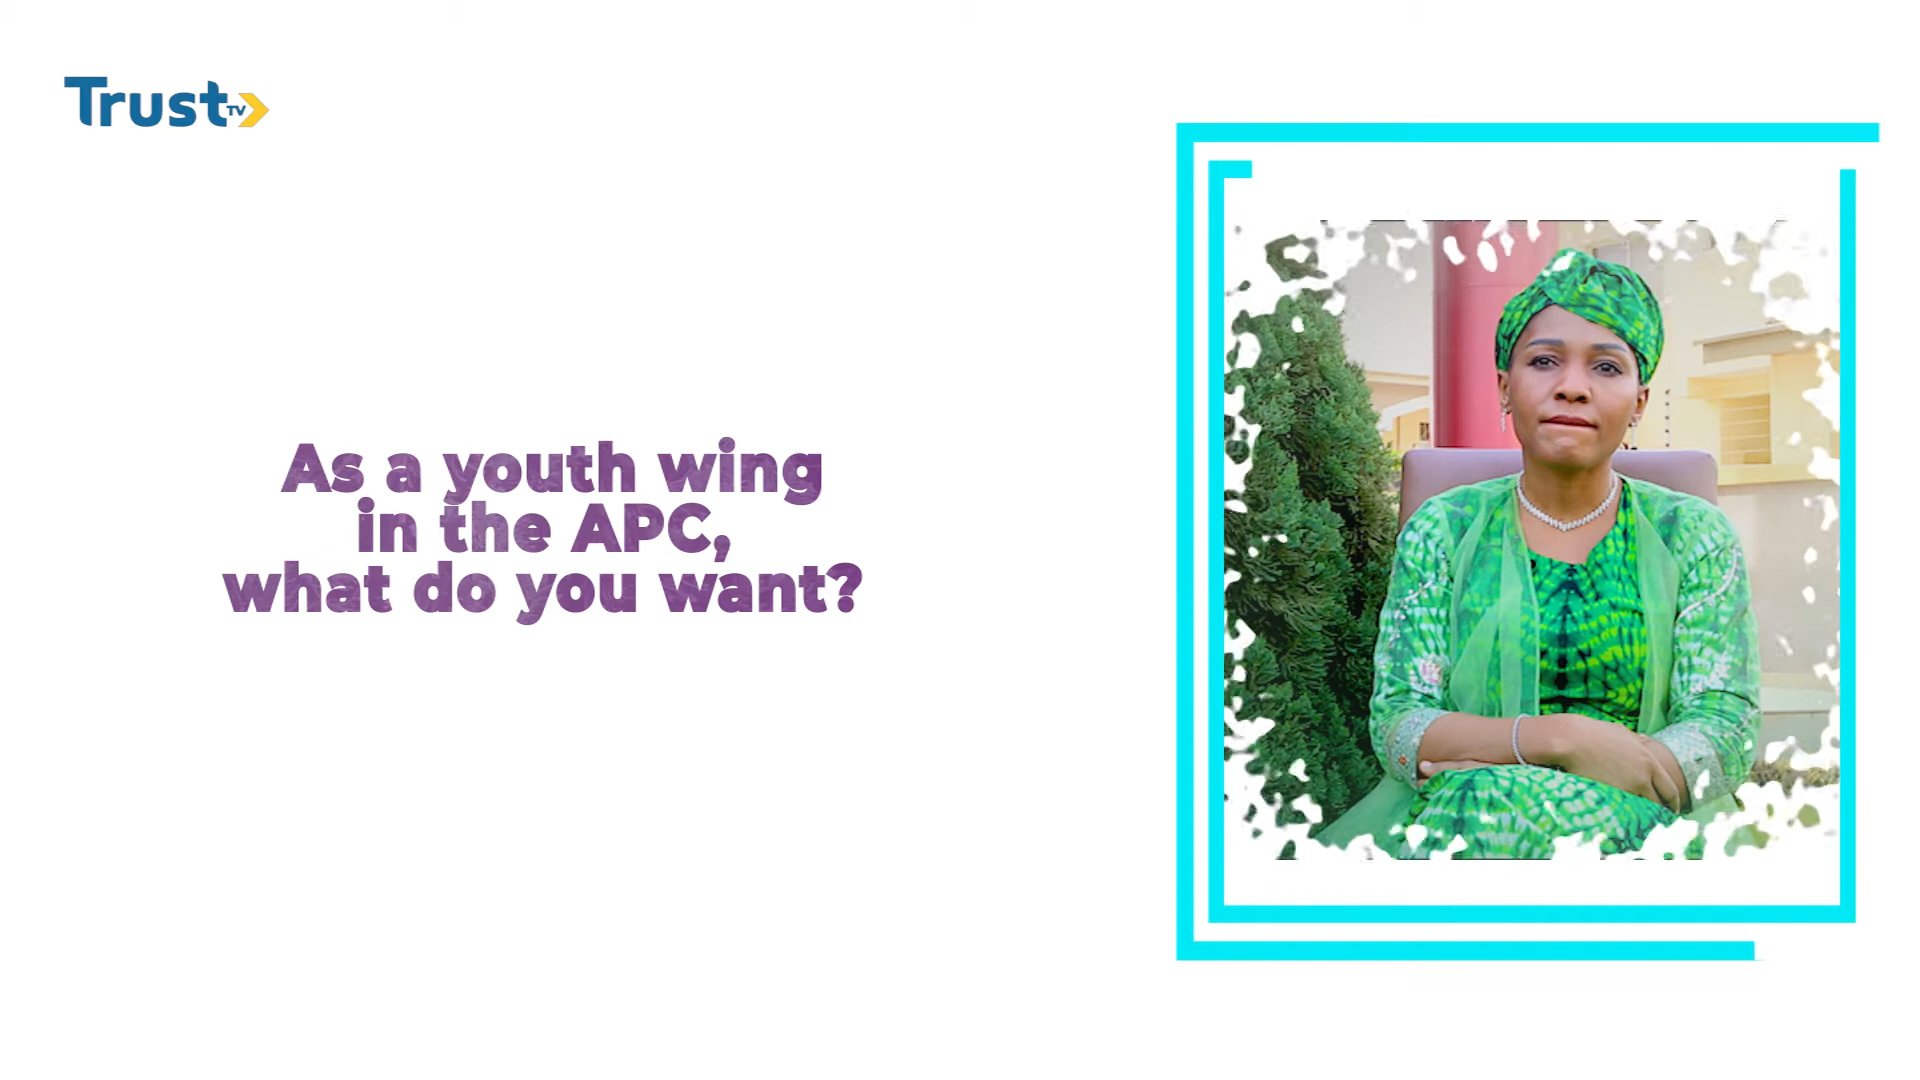 Trust TV
As a youth wing
in the APC,
what do you want?